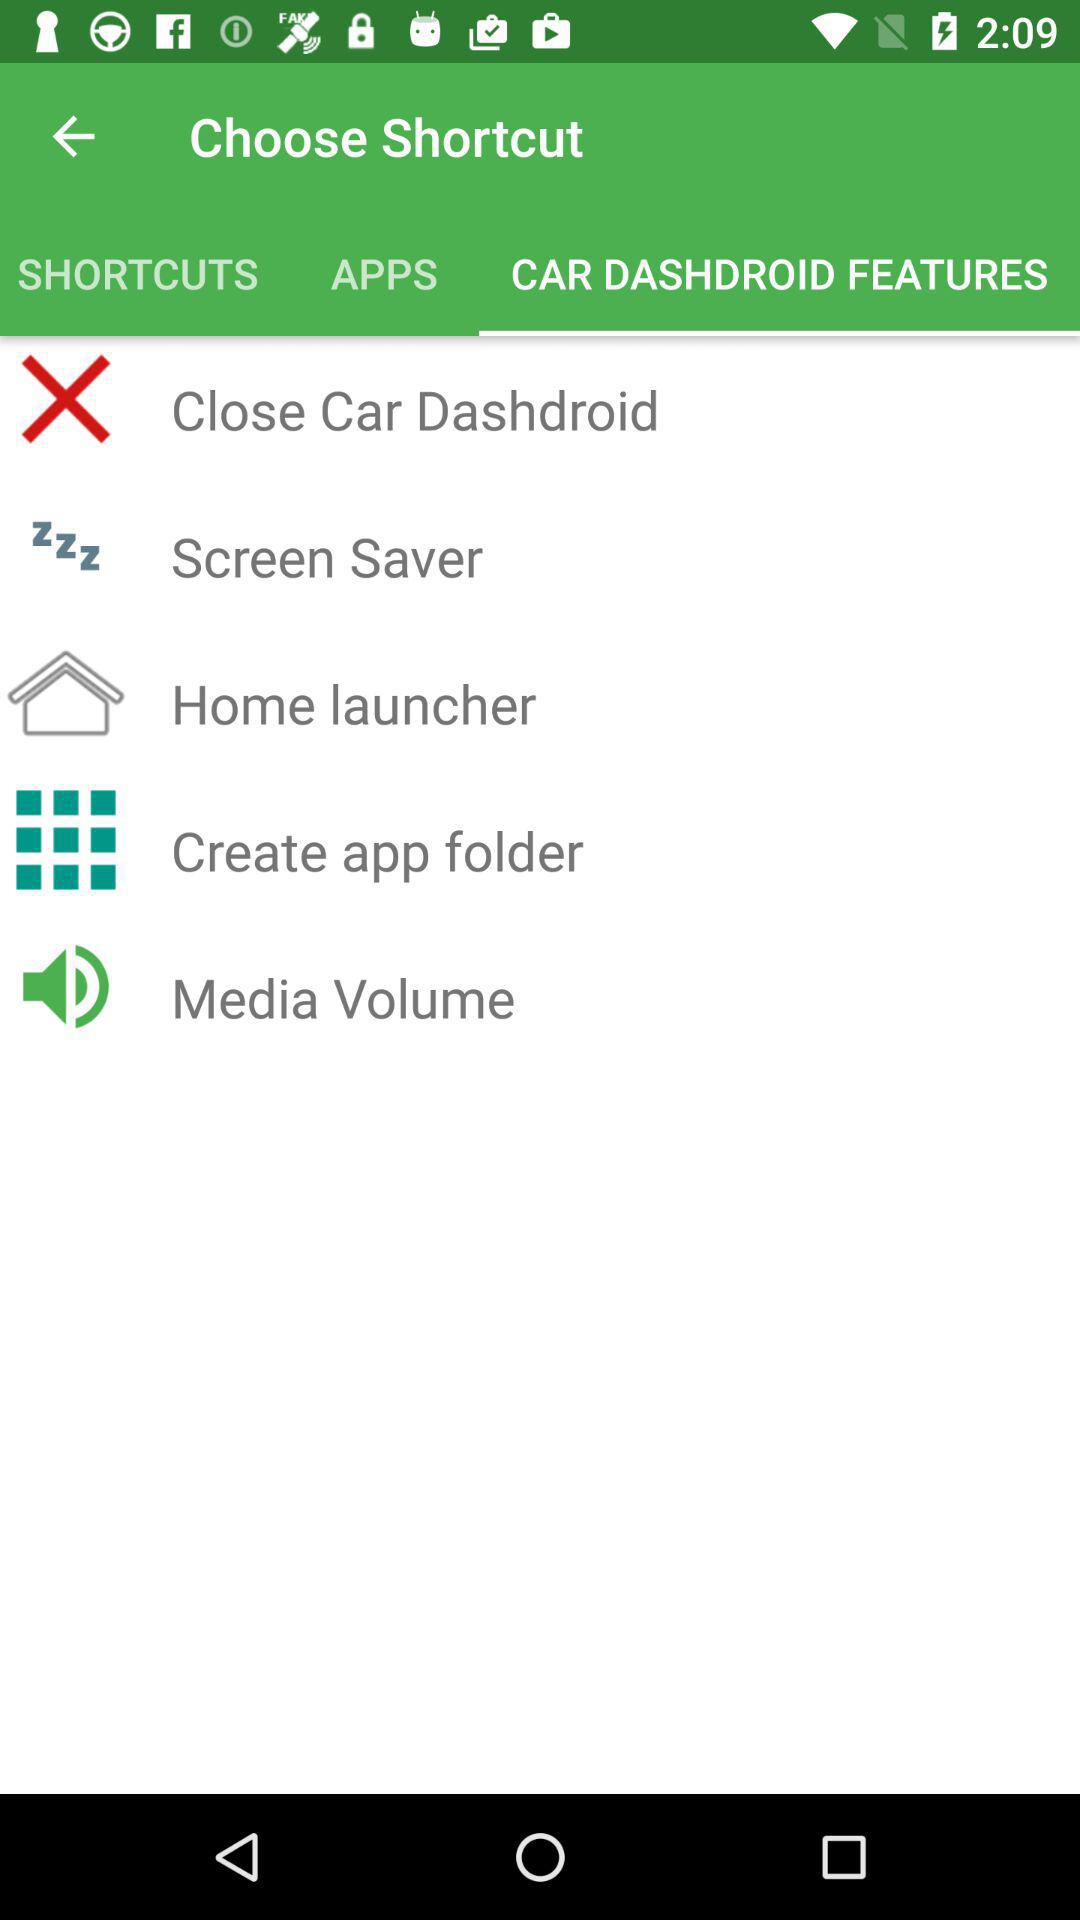 FAKE
2:09
Choose Shortcut
SHORTCUTS APPS CAR DASHDROID FEATURES
Close Car Dashdroid
zzz Screen Saver
Home launcher
Create app folder
Media Volume